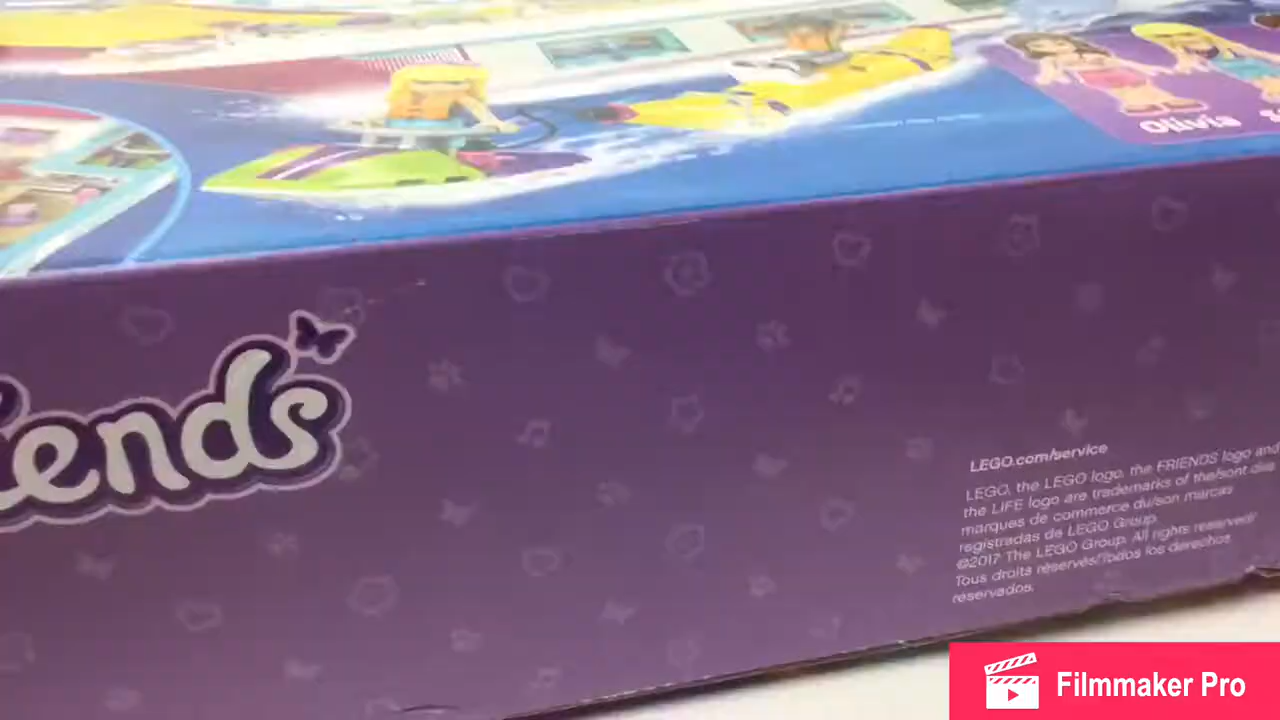 Olivia
iends
LEGO.com/service
LEGO, the LEGO logo, the FRIENDS logo and
the LIFE logo are trademarks of the/sont des
marques de commerce du/son marcas
registradas de LEGO Group.
©2017 The LEGO Group. All rights reserved/
Tous droits réservés/Todos los derechos
reservados.
Filmmaker Pro